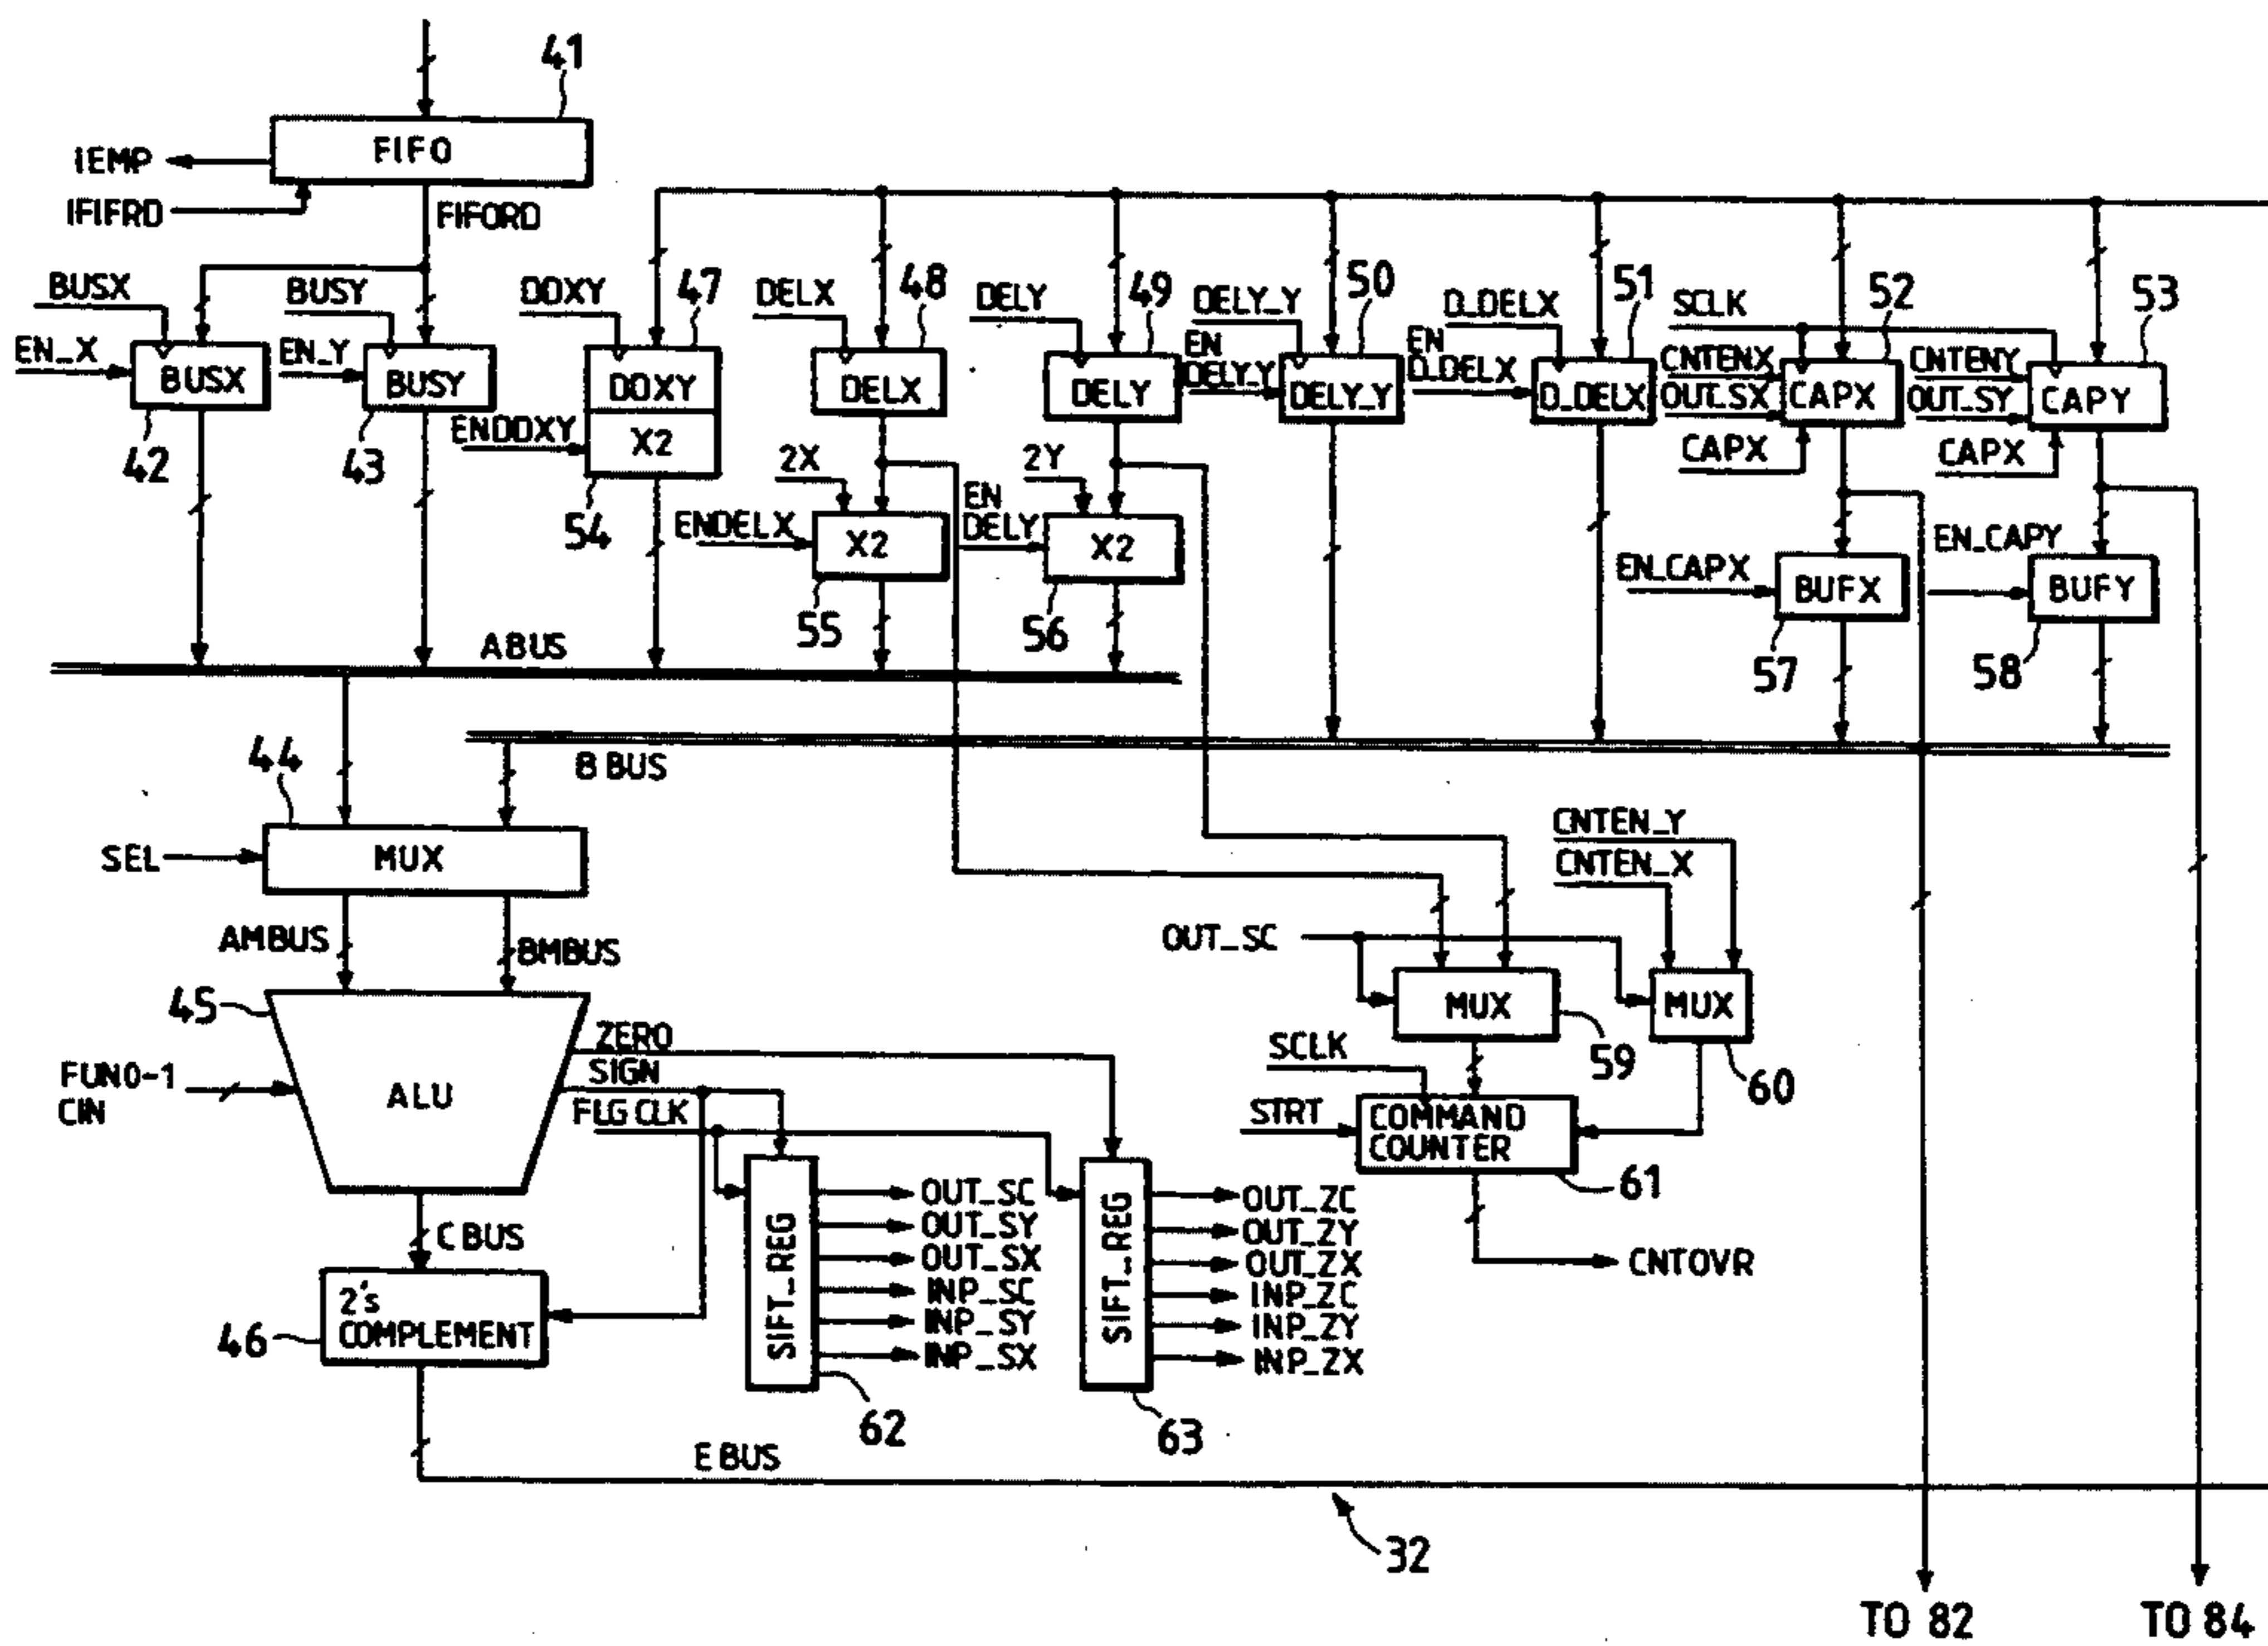 41
FIFO
IEMP
IFIFRD
FIFORD
BUSX
BUSY
DDXY
47
DELX
48
DELY
49
DELY_Y
50
D_DELX
51
SCLK
52
53
EN_X
BUSX
EN_Y
BUSY
DDXY
DELX
DELY
EN
DELY_Y
DELY_Y
EN
D_DELX
D_DELX
CNTENX
OUT_SX
CAPX
CNTENY
OUT_SY
CAPY
42
43
ENDDXY
X2
CAPX
CAPX
54
2X
2Y
ENDELX
X2
EN
DELY
X2
EN_CAPX
BUFX
EN_CAPY
BUFY
55
56
57
58
A BUS
44
B BUS
SEL
MUX
CNTEN_Y
CNTEN_X
AMBUS
BMBUS
OUT_SC
45
MUX
MUX
59
60
ZERO
SIGN
FLG CLK
FUN0-1
CIN
ALU
SCLK
STRT
COMMAND
COUNTER
61
C BUS
SIFT_REG
OUT_SC
OUT_SY
OUT_SX
INP_SC
INP_SY
INP_SX
SIFT_REG
OUT_ZC
OUT_ZY
OUT_ZX
INP_ZC
INP_ZY
INP_ZX
CNTOVR
2's
COMPLEMENT
46
62
63
E BUS
32
TO 82
TO 84